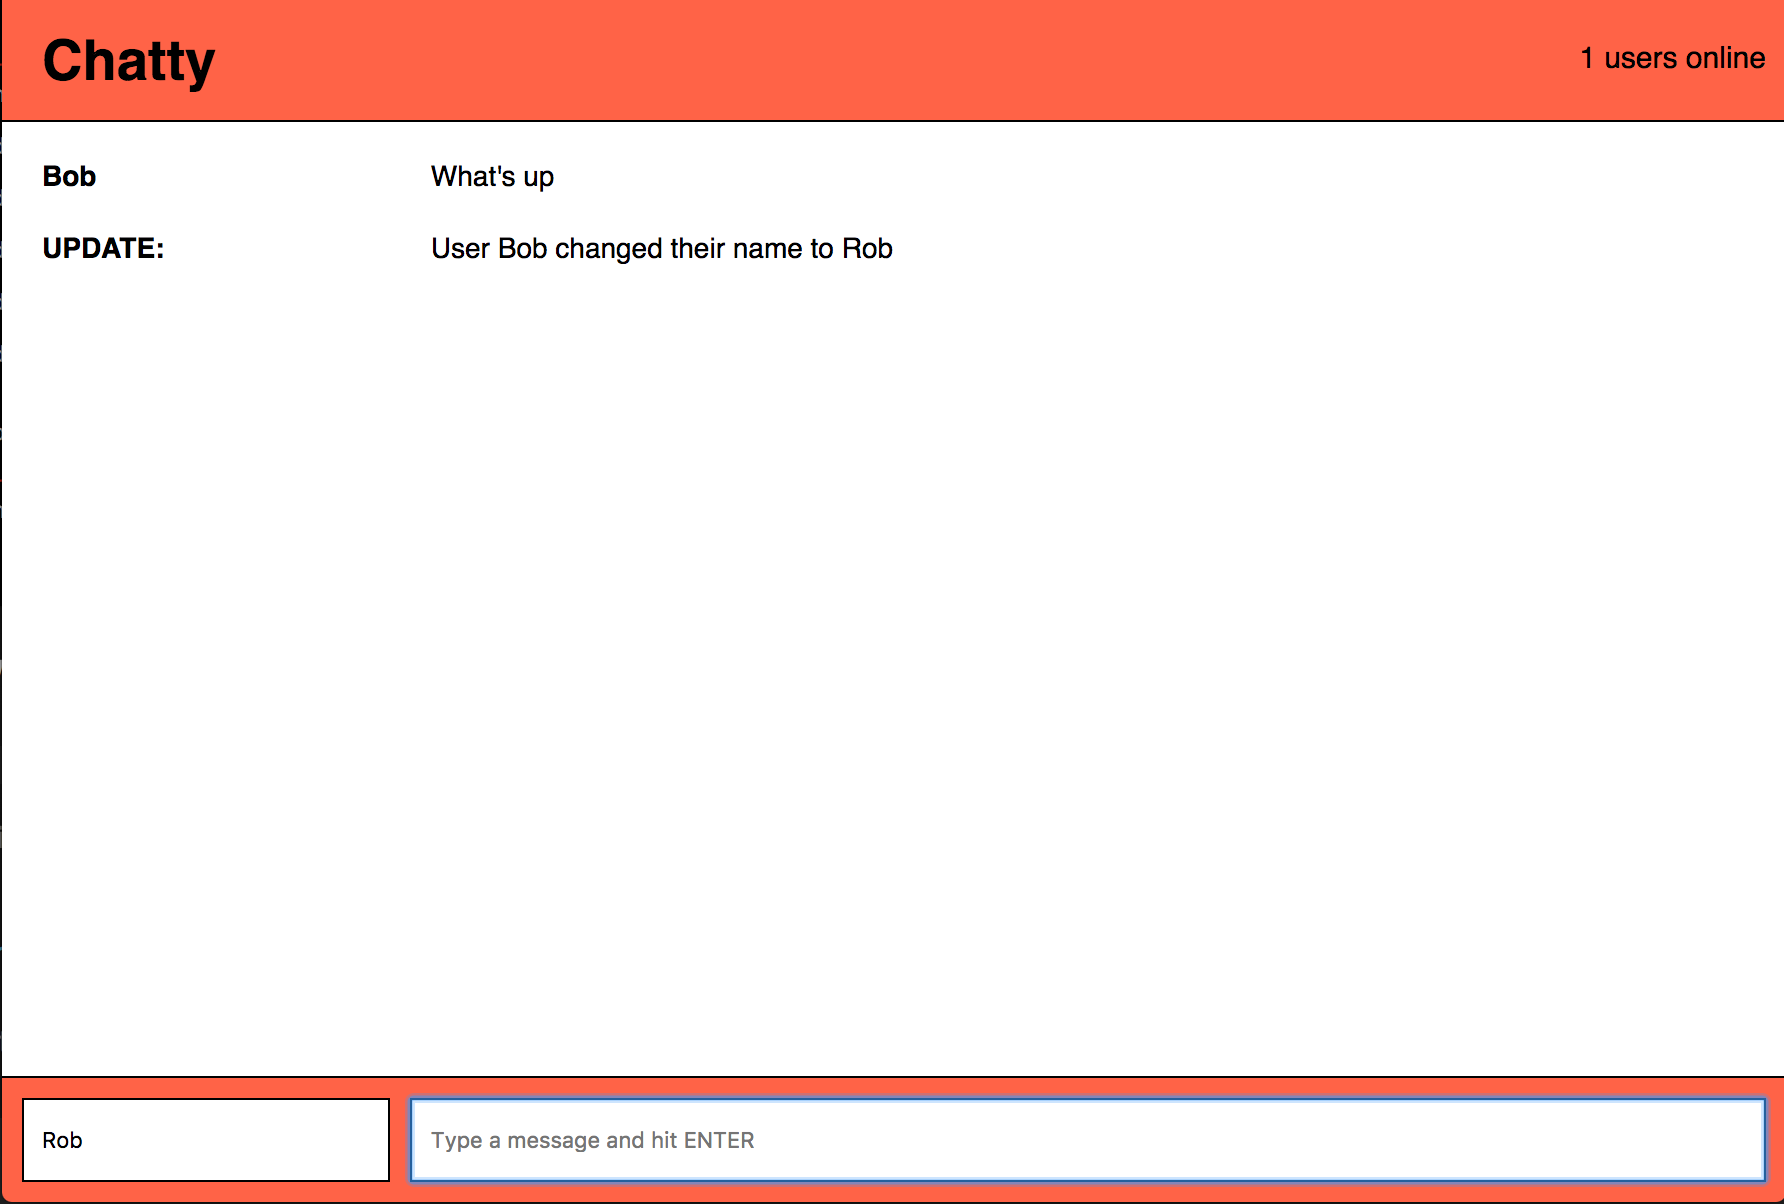 Chatty
1 users online
Bob What's up
UPDATE: User Bob changed their name to Rob
Rob Type a message and hit ENTER